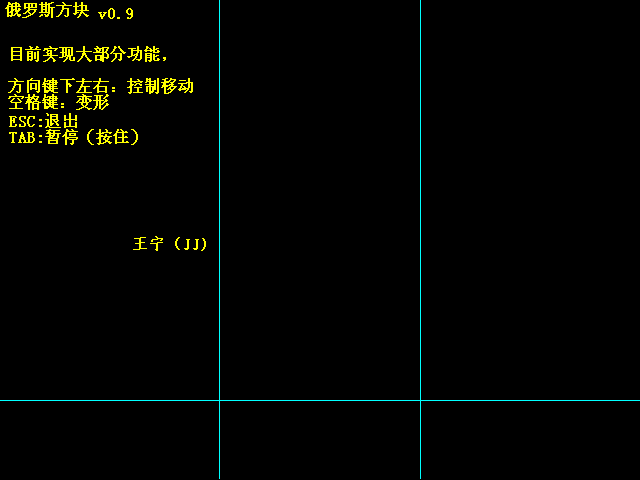 俄罗斯方块 v0.9
目前实现大部分功能，
方向键下左右：控制移动
空格键：变形
ESC:退出
TAB:暂停（按住）
王宁（JJ）